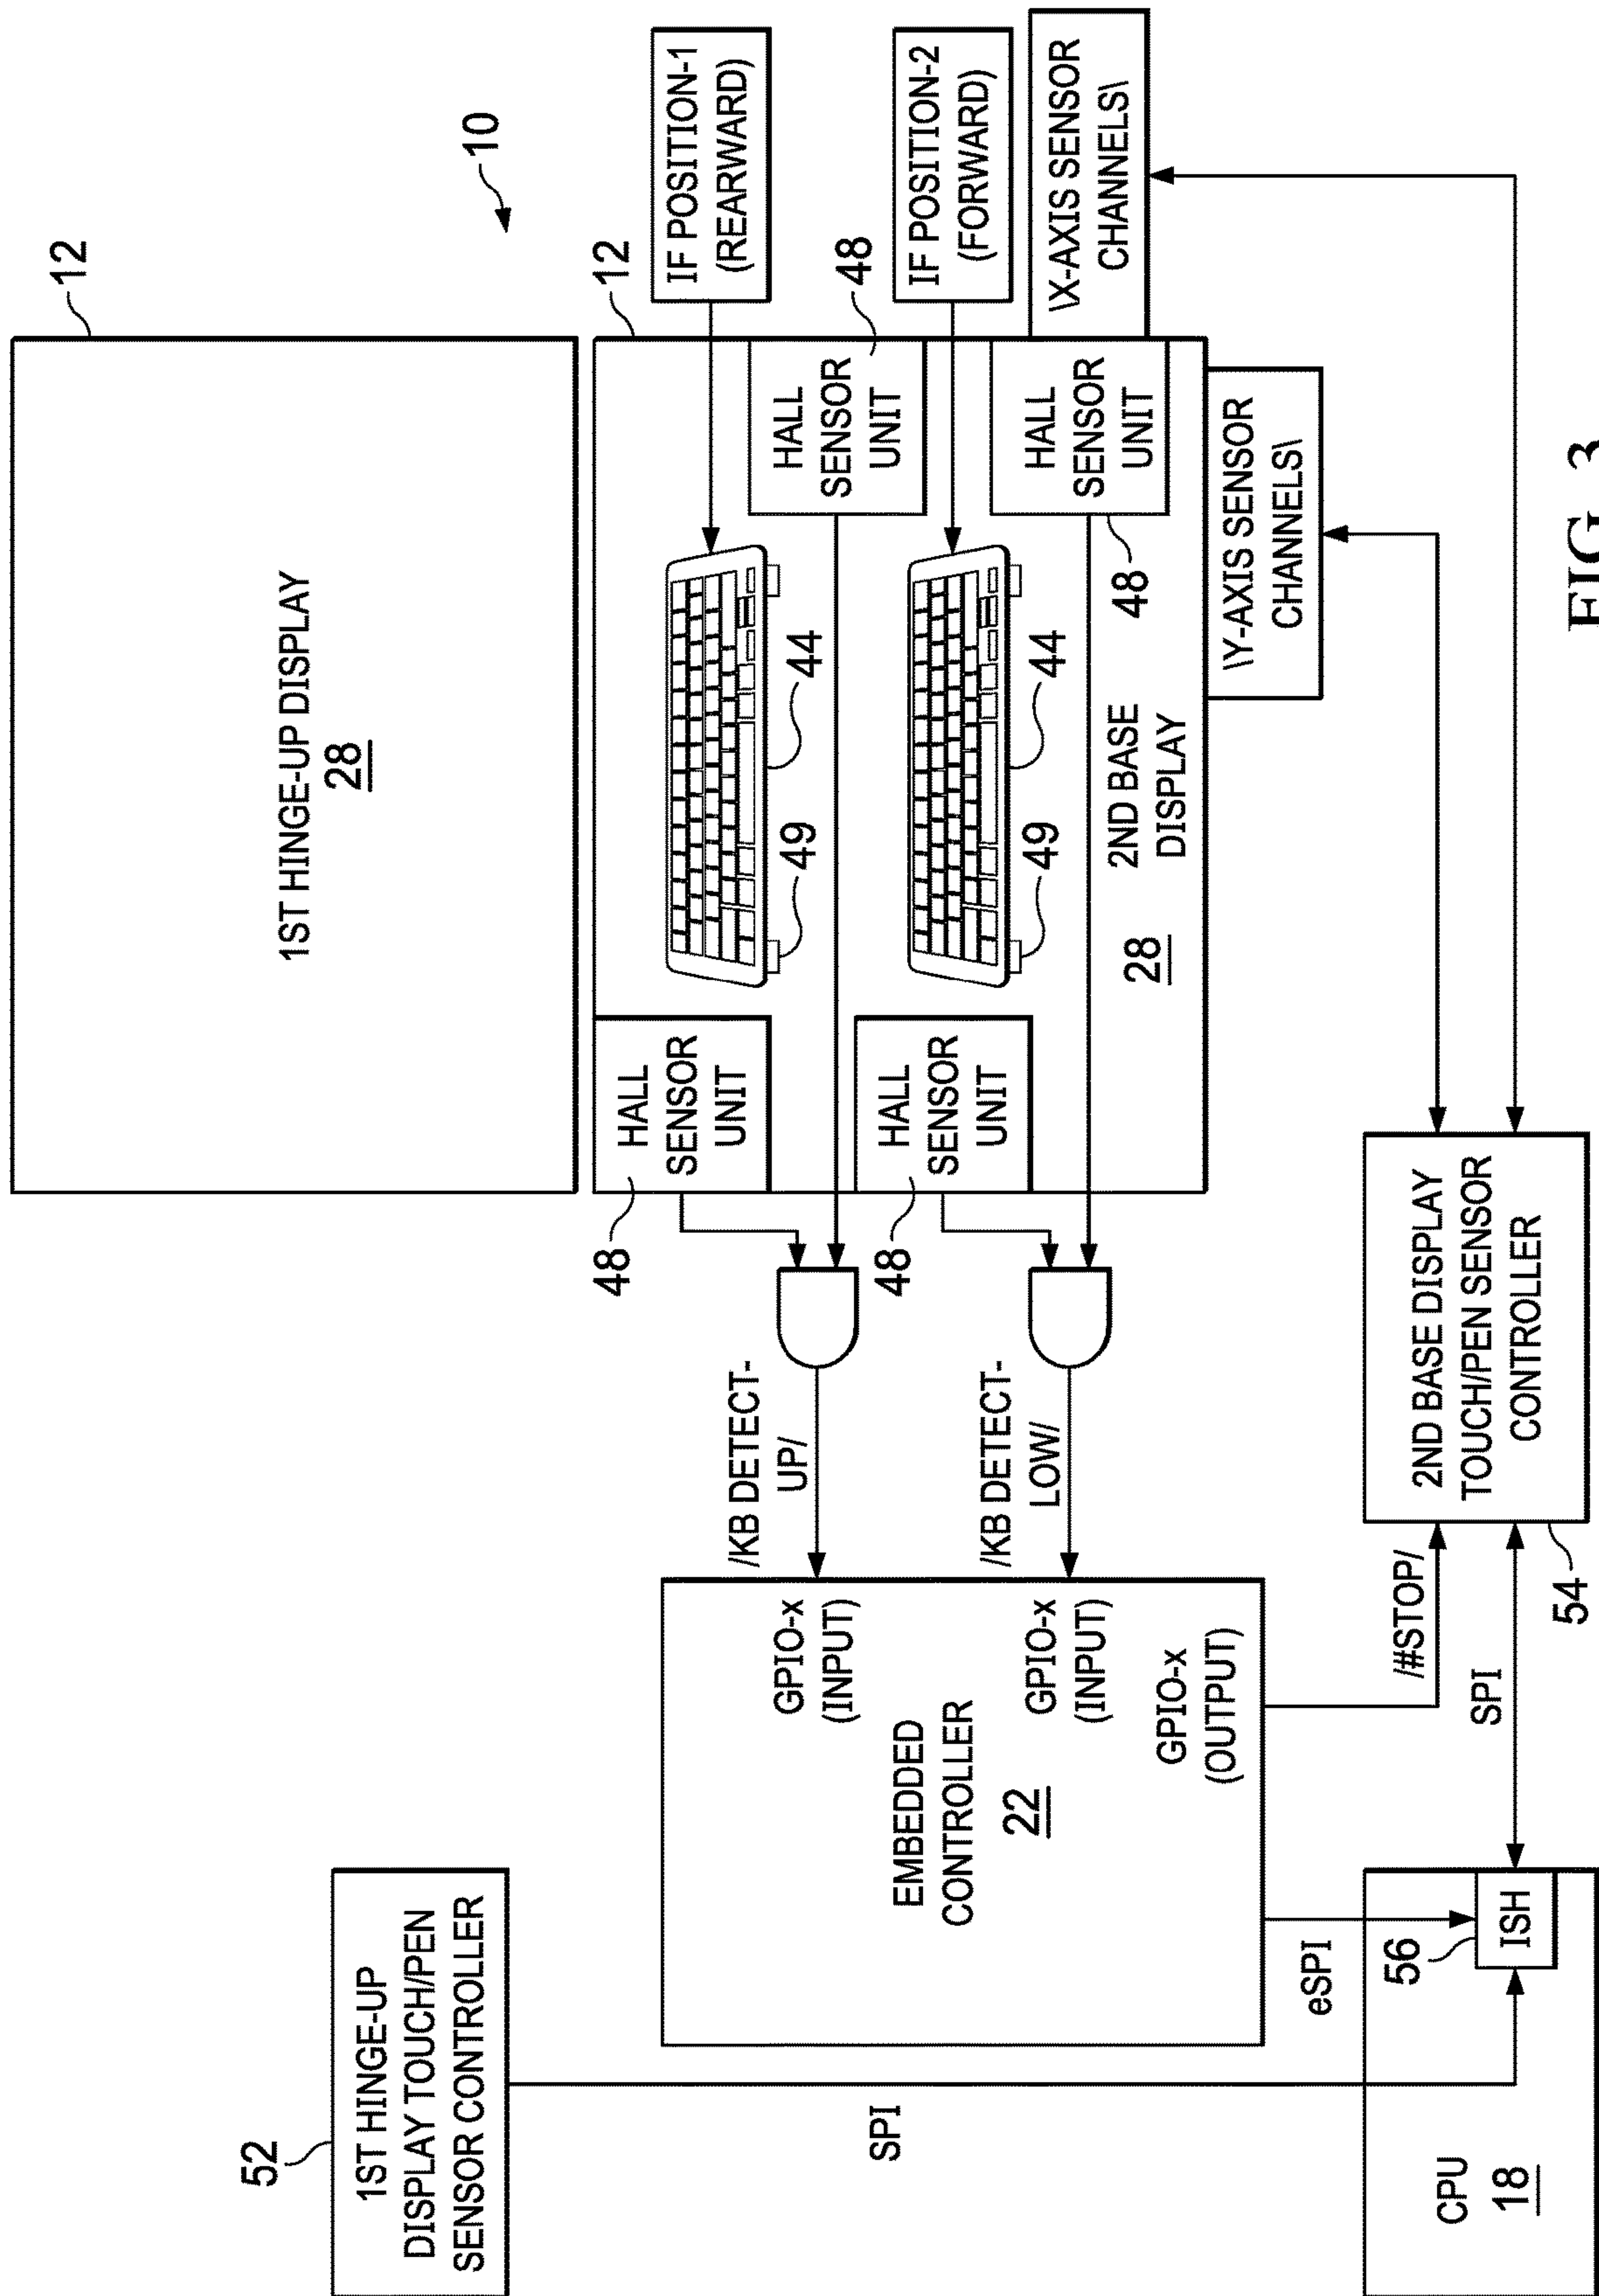 52
1ST HINGE-UP
DISPLAY TOUCH/PEN
SENSOR CONTROLLER
SPI
CPU
18
ISH
56
eSPI
EMBEDDED
CONTROLLER
22
GPIO-x
(INPUT)
GPIO-x
(INPUT)
GPIO-x
(OUTPUT)
/KB DETECT-
UP/
/KB DETECT-
LOW/
/#STOP/
SPI
54
2ND BASE DISPLAY
TOUCH/PEN SENSOR
CONTROLLER
1ST HINGE-UP DISPLAY
28
12
10
12
HALL
SENSOR
UNIT
48
HALL
SENSOR
UNIT
48
49
44
49
44
HALL
SENSOR
UNIT
48
HALL
SENSOR
UNIT
48
2ND BASE
DISPLAY
28
IF POSITION-1
(REARWARD)
IF POSITION-2
(FORWARD)
\X-AXIS SENSOR
CHANNELS\
\Y-AXIS SENSOR
CHANNELS\
FIG. 3